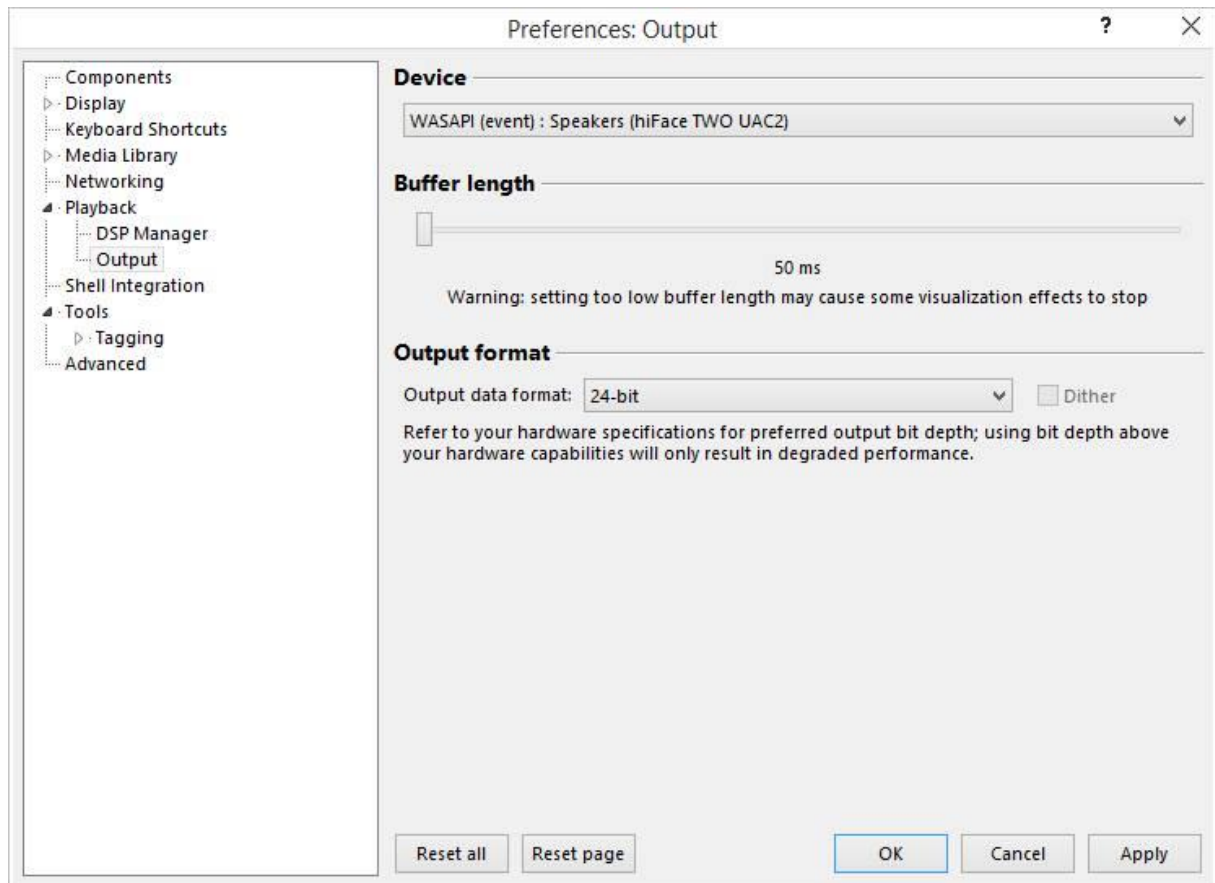 Preferences: Output
?
Components
Display
Keyboard Shortcuts
Media Library
Networking
Playback
DSP Manager
Output
Shell Integration
Tools
Tagging
Advanced
Device
WASAPI (event) : Speakers (hiFace TWO UAC2)
Buffer length
50 ms
Warning: setting too low buffer length may cause some visualization effects to stop
Output format
Output data format: 24-bit Dither
Refer to your hardware specifications for preferred output bit depth; using bit depth above
your hardware capabilities will only result in degraded performance.
Reset all Reset page OK Cancel Apply